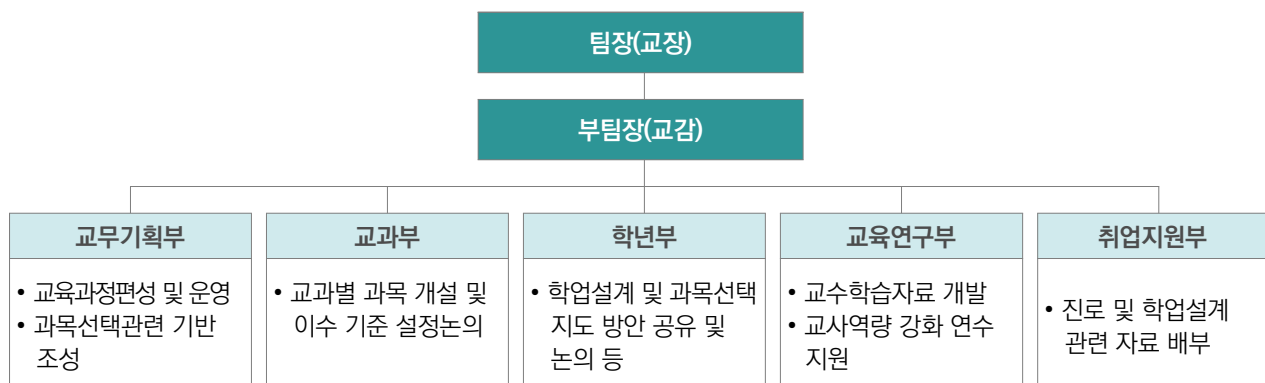 팀장(교장)
부팀장(교감)
교무기획부
• 교육과정편성 및 운영
• 과목선택관련 기반
조성
교과부
• 교과별 과목 개설 및
이수 기준 설정논의
학년부
• 학업설계 및 과목선택
지도 방안 공유 및
논의 등
교육연구부
• 교수학습자료 개발
• 교사역량 강화 연수
지원
취업지원부
• 진로 및 학업설계
관련 자료 배부